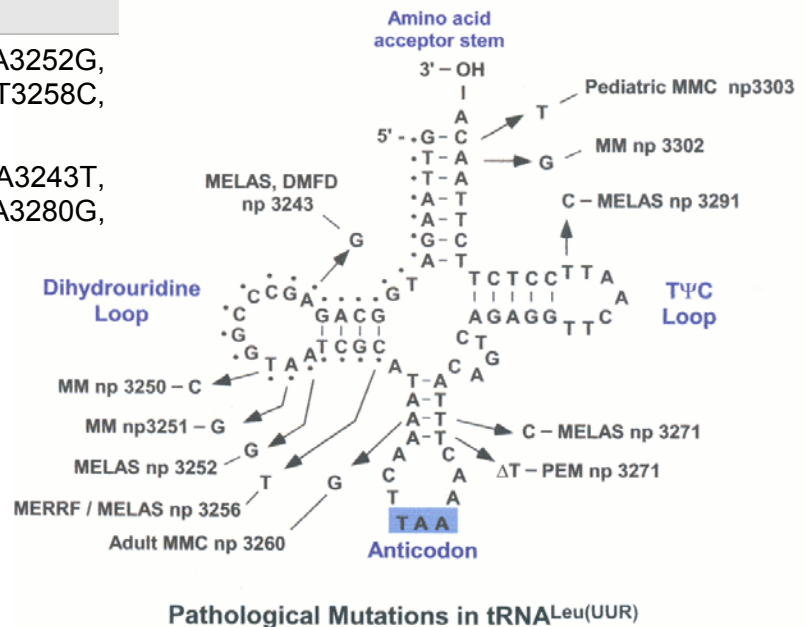 A3252G,
T3258C,
A3243T,
A3280G,
Amino acid
acceptor stem
3' – OH
A
5' - G – C
T – A
T – A
A – T
A – T
G – C
A – T
T
Pediatric MMC np3303
G
MM np 3302
C – MELAS np 3291
MELAS, DMFD
np 3243
G
Dihydrouridine
Loop
C C C G A G A C G G T
G
G
T A A T C G C A
T C T C C T T A
A
A G A G G T T C
C T G
C A A
TΨC
Loop
T – A
A – T
A – T
A – T
A C
C A
T A
T A A
Anticodon
MM np 3250 – C
MM np3251 – G
MELAS np 3252
G
MERRF / MELAS np 3256
T
Adult MMC np 3260
G
C – MELAS np 3271
ΔT – PEM np 3271
Pathological Mutations in tRNALeu(UUR)